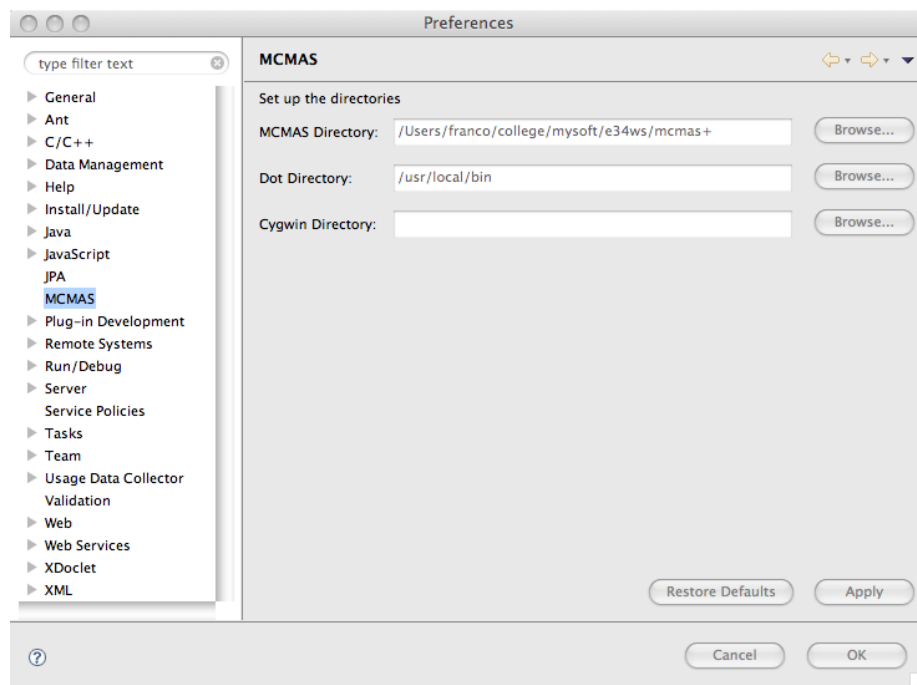 Preferences
type filter text
General
Ant
C/C++
Data Management
Help
Install/Update
Java
JavaScript
JPA
MCMAS
Plug-in Development
Remote Systems
Run/Debug
Server
Service Policies
Tasks
Team
Usage Data Collector
Validation
Web
Web Services
XDoclet
XML
MCMAS
Set up the directories
MCMAS Directory: /Users/franco/college/mysoft/e34ws/mcmas+ Browse...
Dot Directory: /usr/local/bin Browse...
Cygwin Directory: Browse...
Restore Defaults Apply
? Cancel OK